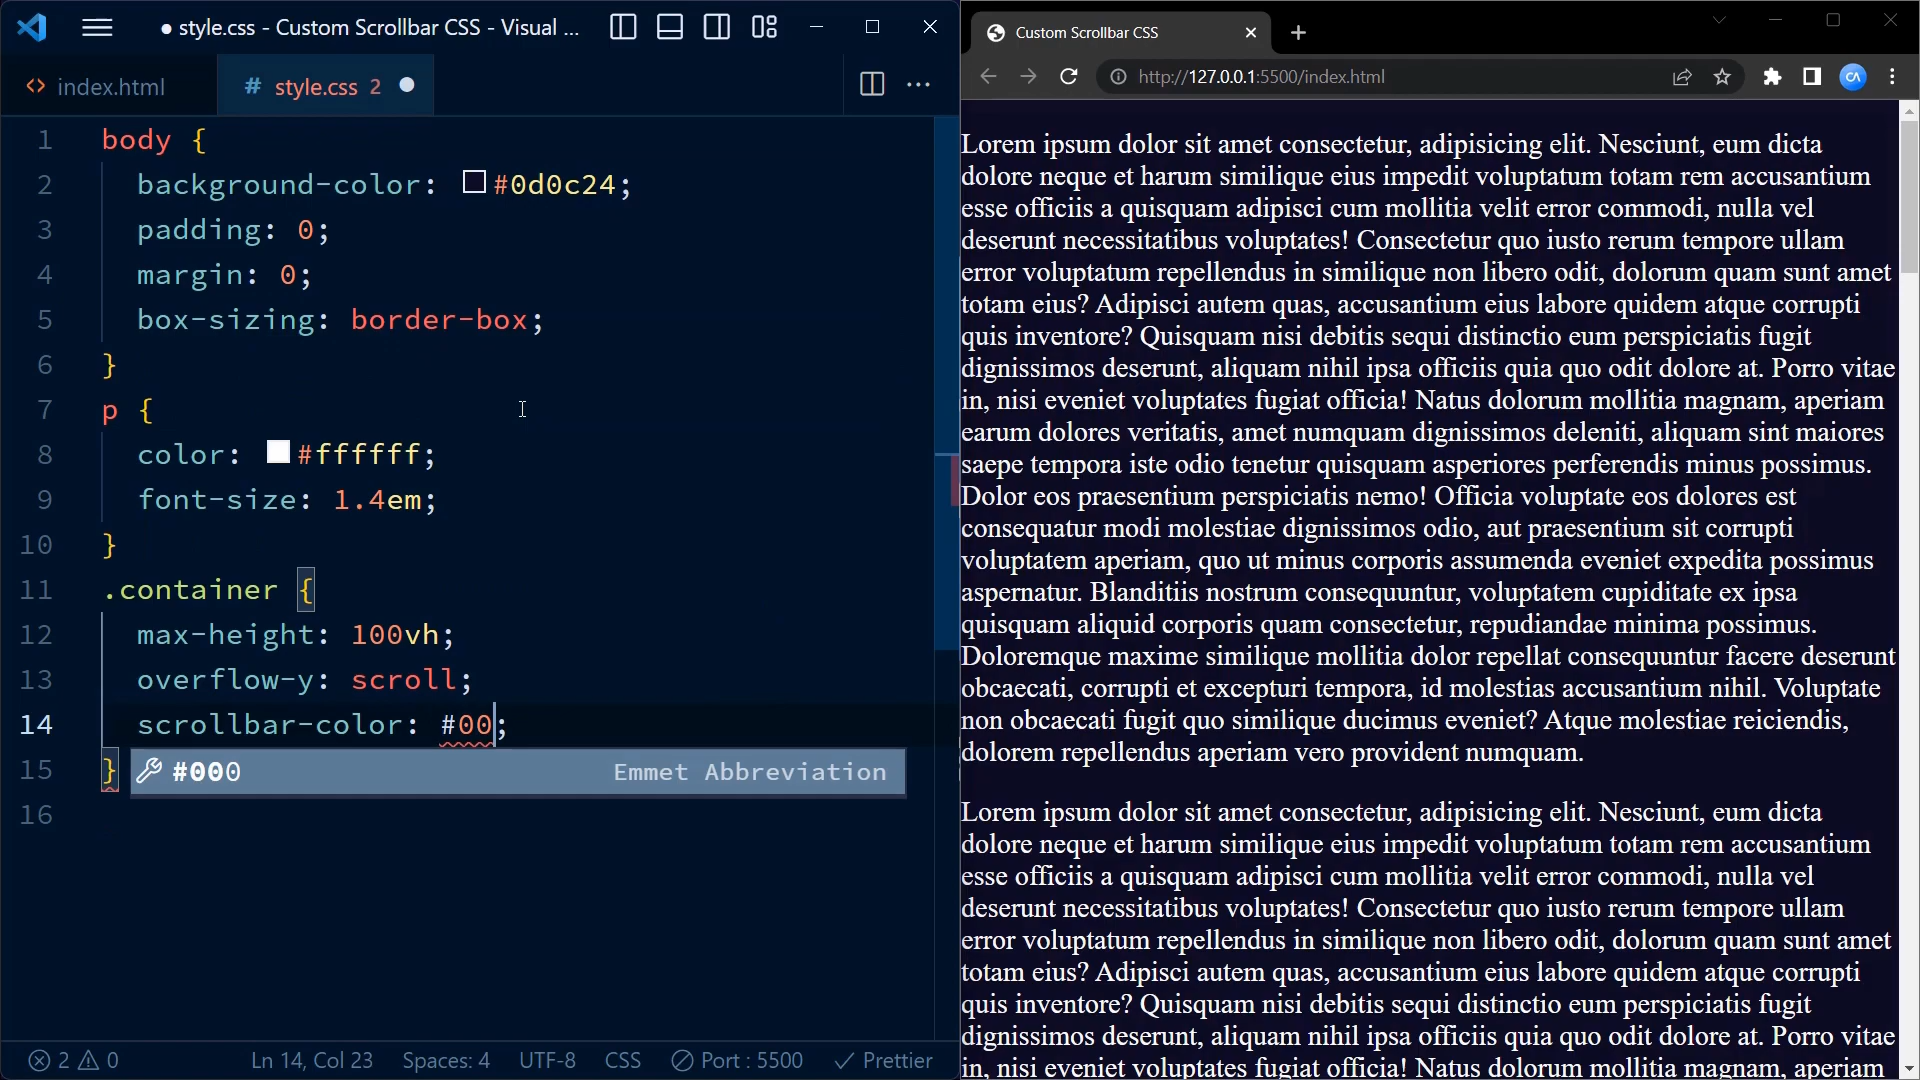 ● style.css - Custom Scrollbar CSS - Visual ...
<> index.html
# style.css 2 ●
1 body {
2 background-color: #0d0c24;
3 padding: 0;
4 margin: 0;
5 box-sizing: border-box;
6 }
7 p {
8 color: #ffffff;
9 font-size: 1.4em;
10 }
11 .container {
12 max-height: 100vh;
13 overflow-y: scroll;
14 scrollbar-color: #00;
15 }
#000 Emmet Abbreviation
16
2 0 Ln 14, Col 23 Spaces: 4 UTF-8 CSS Port : 5500 Prettier
Custom Scrollbar CSS
http://127.0.0.1:5500/index.html
CA
Lorem ipsum dolor sit amet consectetur, adipisicing elit. Nesciunt, eum dicta
dolore neque et harum similique eius impedit voluptatum totam rem accusantium
esse officiis a quisquam adipisci cum mollitia velit error commodi, nulla vel
deserunt necessitatibus voluptates! Consectetur quo iusto rerum tempore ullam
error voluptatum repellendus in similique non libero odit, dolorum quam sunt amet
totam eius? Adipisci autem quas, accusantium eius labore quidem atque corrupti
quis inventore? Quisquam nisi debitis sequi distinctio eum perspiciatis fugit
dignissimos deserunt, aliquam nihil ipsa officiis quia quo odit dolore at. Porro vitae
in, nisi eveniet voluptates fugiat officia! Natus dolorum mollitia magnam, aperiam
earum dolores veritatis, amet numquam dignissimos deleniti, aliquam sint maiores
saepe tempora iste odio tenetur quisquam asperiores perferendis minus possimus.
Dolor eos praesentium perspiciatis nemo! Officia voluptate eos dolores est
consequatur modi molestiae dignissimos odio, aut praesentium sit corrupti
voluptatem aperiam, quo ut minus corporis assumenda eveniet expedita possimus
aspernatur. Blanditiis nostrum consequuntur, voluptatem cupiditate ex ipsa
quisquam aliquid corporis quam consectetur, repudiandae minima possimus.
Doloremque maxime similique mollitia dolor repellat consequuntur facere deserunt
obcaecati, corrupti et excepturi tempora, id molestias accusantium nihil. Voluptate
non obcaecati fugit quo similique ducimus eveniet? Atque molestiae reiciendis,
dolorem repellendus aperiam vero provident numquam.
Lorem ipsum dolor sit amet consectetur, adipisicing elit. Nesciunt, eum dicta
dolore neque et harum similique eius impedit voluptatum totam rem accusantium
esse officiis a quisquam adipisci cum mollitia velit error commodi, nulla vel
deserunt necessitatibus voluptates! Consectetur quo iusto rerum tempore ullam
error voluptatum repellendus in similique non libero odit, dolorum quam sunt amet
totam eius? Adipisci autem quas, accusantium eius labore quidem atque corrupti
quis inventore? Quisquam nisi debitis sequi distinctio eum perspiciatis fugit
dignissimos deserunt, aliquam nihil ipsa officiis quia quo odit dolore at. Porro vitae
in, nisi eveniet voluptates fugiat officia! Natus dolorum mollitia magnam, aperiam